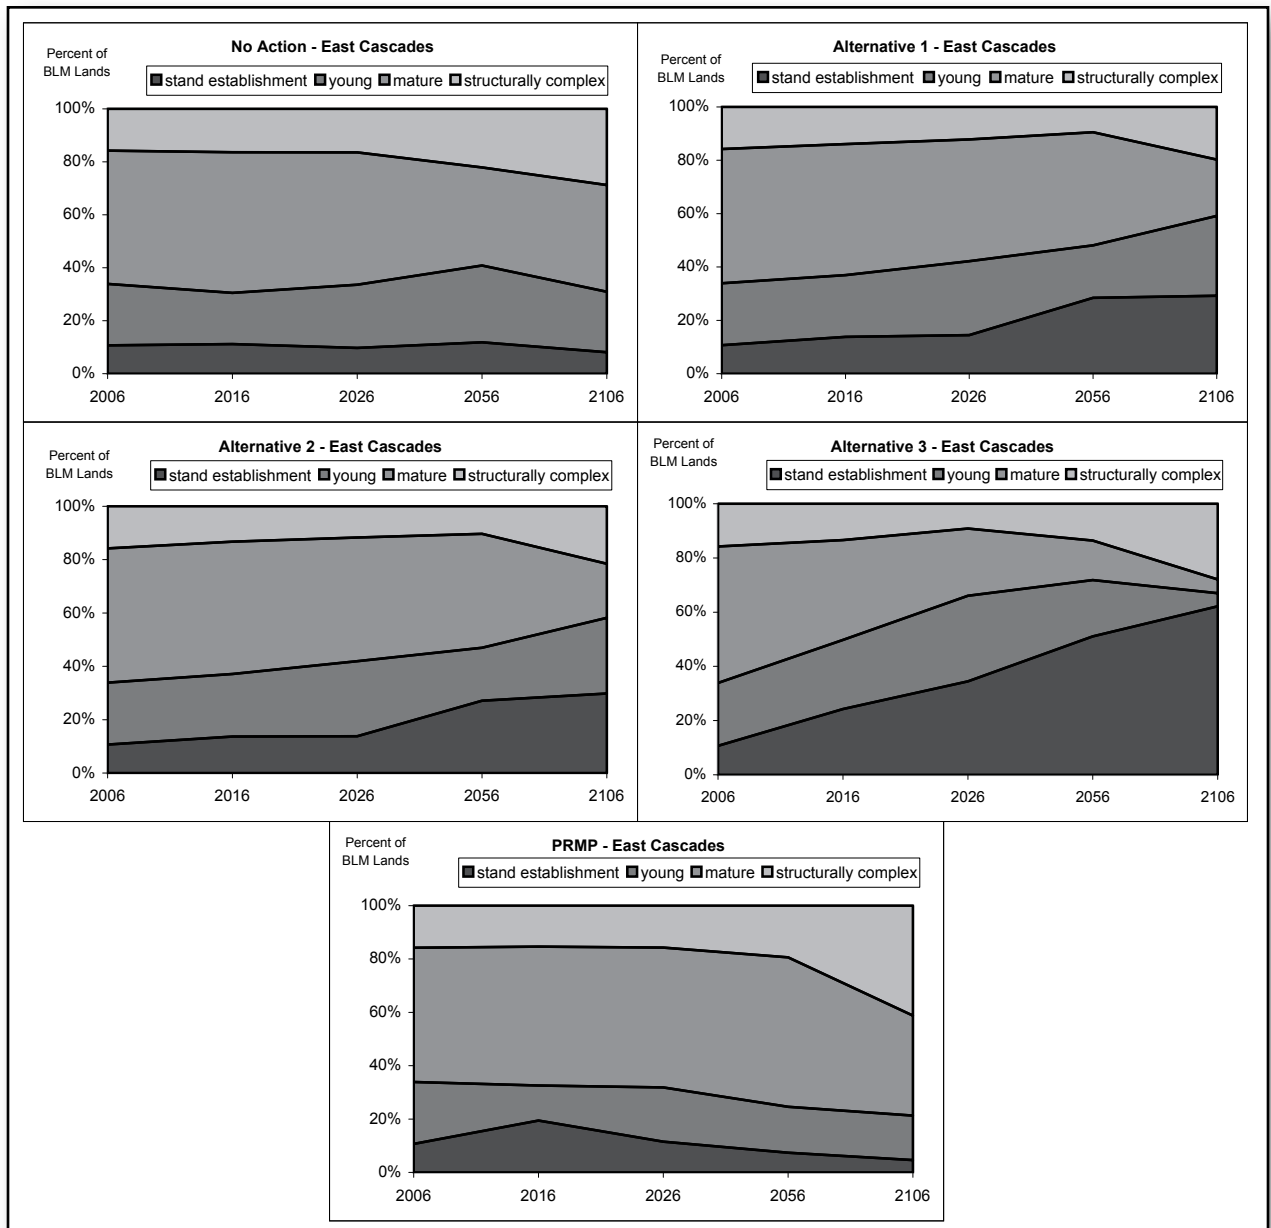 No Action - East Cascades
Percent of
BLM Lands
stand establishment young mature structurally complex
100%
80%
60%
40%
20%
0%
2006 2016 2026 2056 2106
Alternative 1 - East Cascades
Percent of
BLM Lands
stand establishment young mature structurally complex
100%
80%
60%
40%
20%
0%
2006 2016 2026 2056 2106
Alternative 2 - East Cascades
Percent of
BLM Lands
stand establishment young mature structurally complex
100%
80%
60%
40%
20%
0%
2006 2016 2026 2056 2106
Alternative 3 - East Cascades
Percent of
BLM Lands
stand establishment young mature structurally complex
100%
80%
60%
40%
20%
0%
2006 2016 2026 2056 2106
PRMP - East Cascades
Percent of
BLM Lands
stand establishment young mature structurally complex
100%
80%
60%
40%
20%
0%
2006 2016 2026 2056 2106